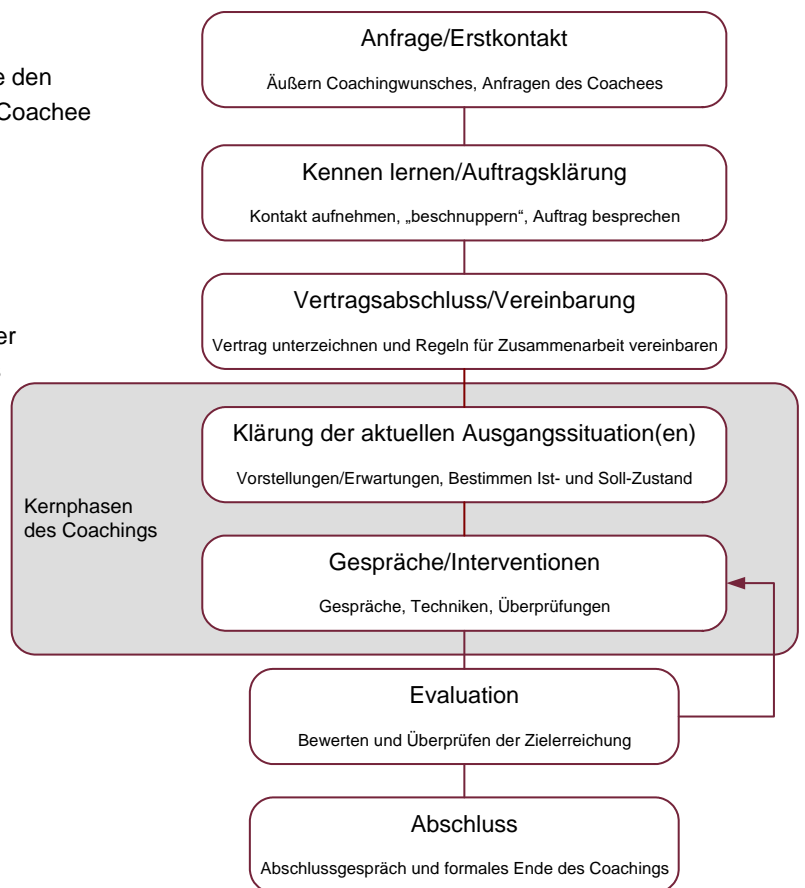 e den
Coachee
er
Anfrage/Erstkontakt
Äußern Coachingwunsches, Anfragen des Coachees
Kennen lernen/Auftragsklärung
Kontakt aufnehmen, „beschnuppern“, Auftrag besprechen
Vertragsabschluss/Vereinbarung
Vertrag unterzeichnen und Regeln für Zusammenarbeit vereinbaren
Kernphasen
des Coachings
Klärung der aktuellen Ausgangssituation(en)
Vorstellungen/Erwartungen, Bestimmen Ist- und Soll-Zustand
Gespräche/Interventionen
Gespräche, Techniken, Überprüfungen
Evaluation
Bewerten und Überprüfen der Zielerreichung
Abschluss
Abschlussgespräch und formales Ende des Coachings